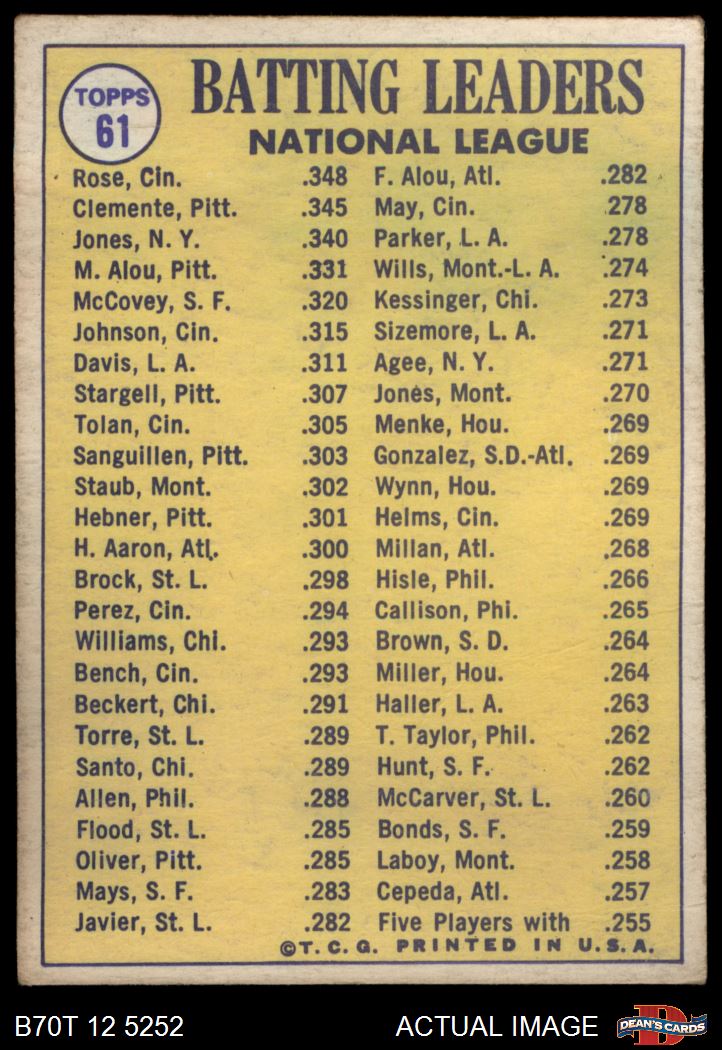 TOPPS
61
BATTING LEADERS
NATIONAL LEAGUE
Rose, Cin. .348 F. Alou, Atl. .282
Clemente, Pitt. .345 May, Cin. 278
Jones, N. Y. .340 Parker, L. A. .278
M. Alou, Pitt. .331 Wills, Mont.-L. A. .274
McCovey, S. F. .320 Kessinger, Chi. .273
Johnson, Cin. .315 Sizemore, L. A. .271
Davis, L. A. .311 Agee, N. Y. .271
Stargell, Pitt. .307 Jones, Mont. .270
Tolan, Cin. .305 Menke, Hou. .269
Sanguillen, Pitt. .303 Gonzalez, S.D.-Atl. .269
Staub, Mont. .302 Wynn, Hou. .269
Hebner, Pitt. .301 Helms, Cin. .269
H. Aaron, Atl. .300 Millan, Atl. .268
Brock, St. L. .298 Hisle, Phil. .266
Perez, Cin. .294 Callison, Phi. .265
Williams, Chi. .293 Brown, S. D. .264
Bench, Cin. .293 Miller, Hou. .264
Beckert, Chi. .291 Haller, L. A. .263
Torre, St. L. .289 T. Taylor, Phil. .262
Santo, Chi. .289 Hunt, S. F. .262
Allen, Phil. .288 McCarver, St. L. .260
Flood, St. L. .285 Bonds, S. F. .259
Oliver, Pitt. .285 Laboy, Mont. .258
Mays, S. F. .283 Cepeda, Atl. .257
Javier, St. L. .282 Five Players with .255
©T. C. G. PRINTED IN U.S.A.
B70T 12 5252 ACTUAL IMAGE
D
DEAN'S CARDS